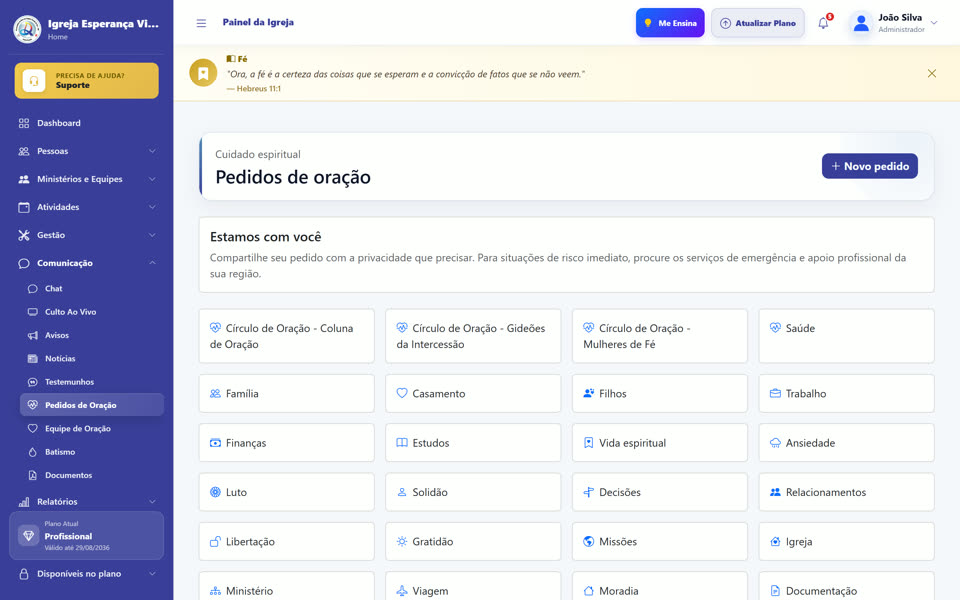 Igreja Esperança Vi...
Home
PRECISA DE AJUDA?
Suporte
Dashboard
Pessoas
Ministérios e Equipes
Atividades
Gestão
Comunicação
Chat
Culto Ao Vivo
Avisos
Notícias
Testemunhos
Pedidos de Oração
Equipe de Oração
Batismo
Documentos
Relatórios
Plano Atual
Profissional
Válido até 29/08/2036
Disponíveis no plano
Painel da Igreja
Me Ensina
Atualizar Plano
5
João Silva
Administrador
Fé
"Ora, a fé é a certeza das coisas que se esperam e a convicção de fatos que se não veem."
— Hebreus 11:1
Cuidado espiritual
Pedidos de oração
+ Novo pedido
Estamos com você
Compartilhe seu pedido com a privacidade que precisar. Para situações de risco imediato, procure os serviços de emergência e apoio profissional da
sua região.
Círculo de Oração - Coluna
de Oração
Círculo de Oração - Gideões
da Intercessão
Círculo de Oração -
Mulheres de Fé
Saúde
Família
Casamento
Filhos
Trabalho
Finanças
Estudos
Vida espiritual
Ansiedade
Luto
Solidão
Decisões
Relacionamentos
Libertação
Gratidão
Missões
Igreja
Ministério
Viagem
Moradia
Documentação